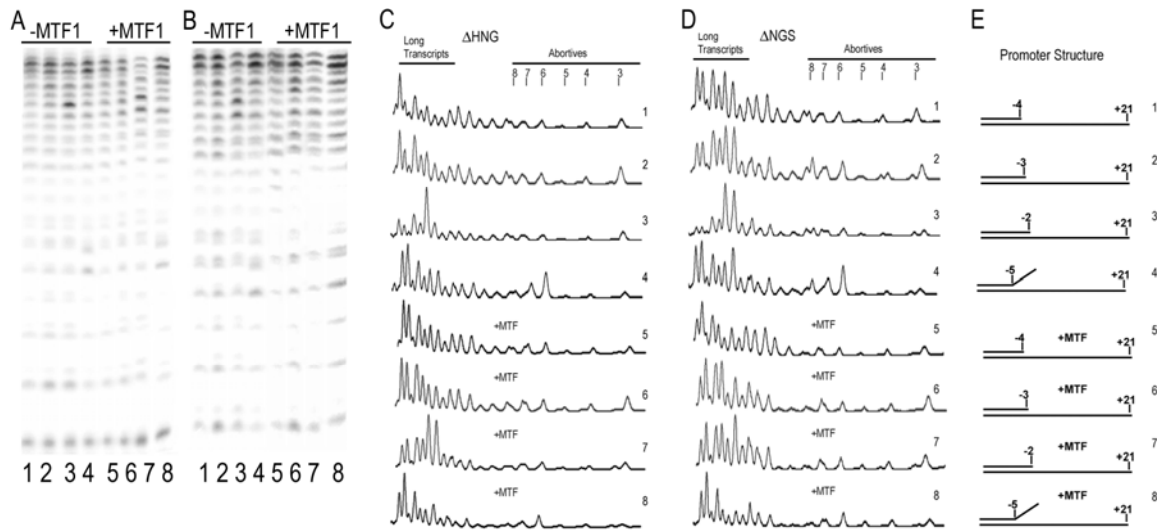 A
B
C
D
E
-MTF1 +MTF1
-MTF1 +MTF1
1 2 3 4 5 6 7 8
1 2 3 4 5 6 7 8
ΔHNG
Long
Transcripts
Abortives
8 7 6 5 4 3
1
2
3
4
+MTF
5
+MTF
6
+MTF
7
+MTF
8
ΔNGS
Long
Transcripts
Abortives
8 7 6 5 4 3
1
2
3
4
+MTF
5
+MTF
6
+MTF
7
+MTF
8
Promoter Structure
-4 +21 1
-3 +21 2
-2 +21 3
-5 +21 4
-4 +MTF +21 5
-3 +MTF +21 6
-2 +MTF +21 7
-5 +MTF +21 8